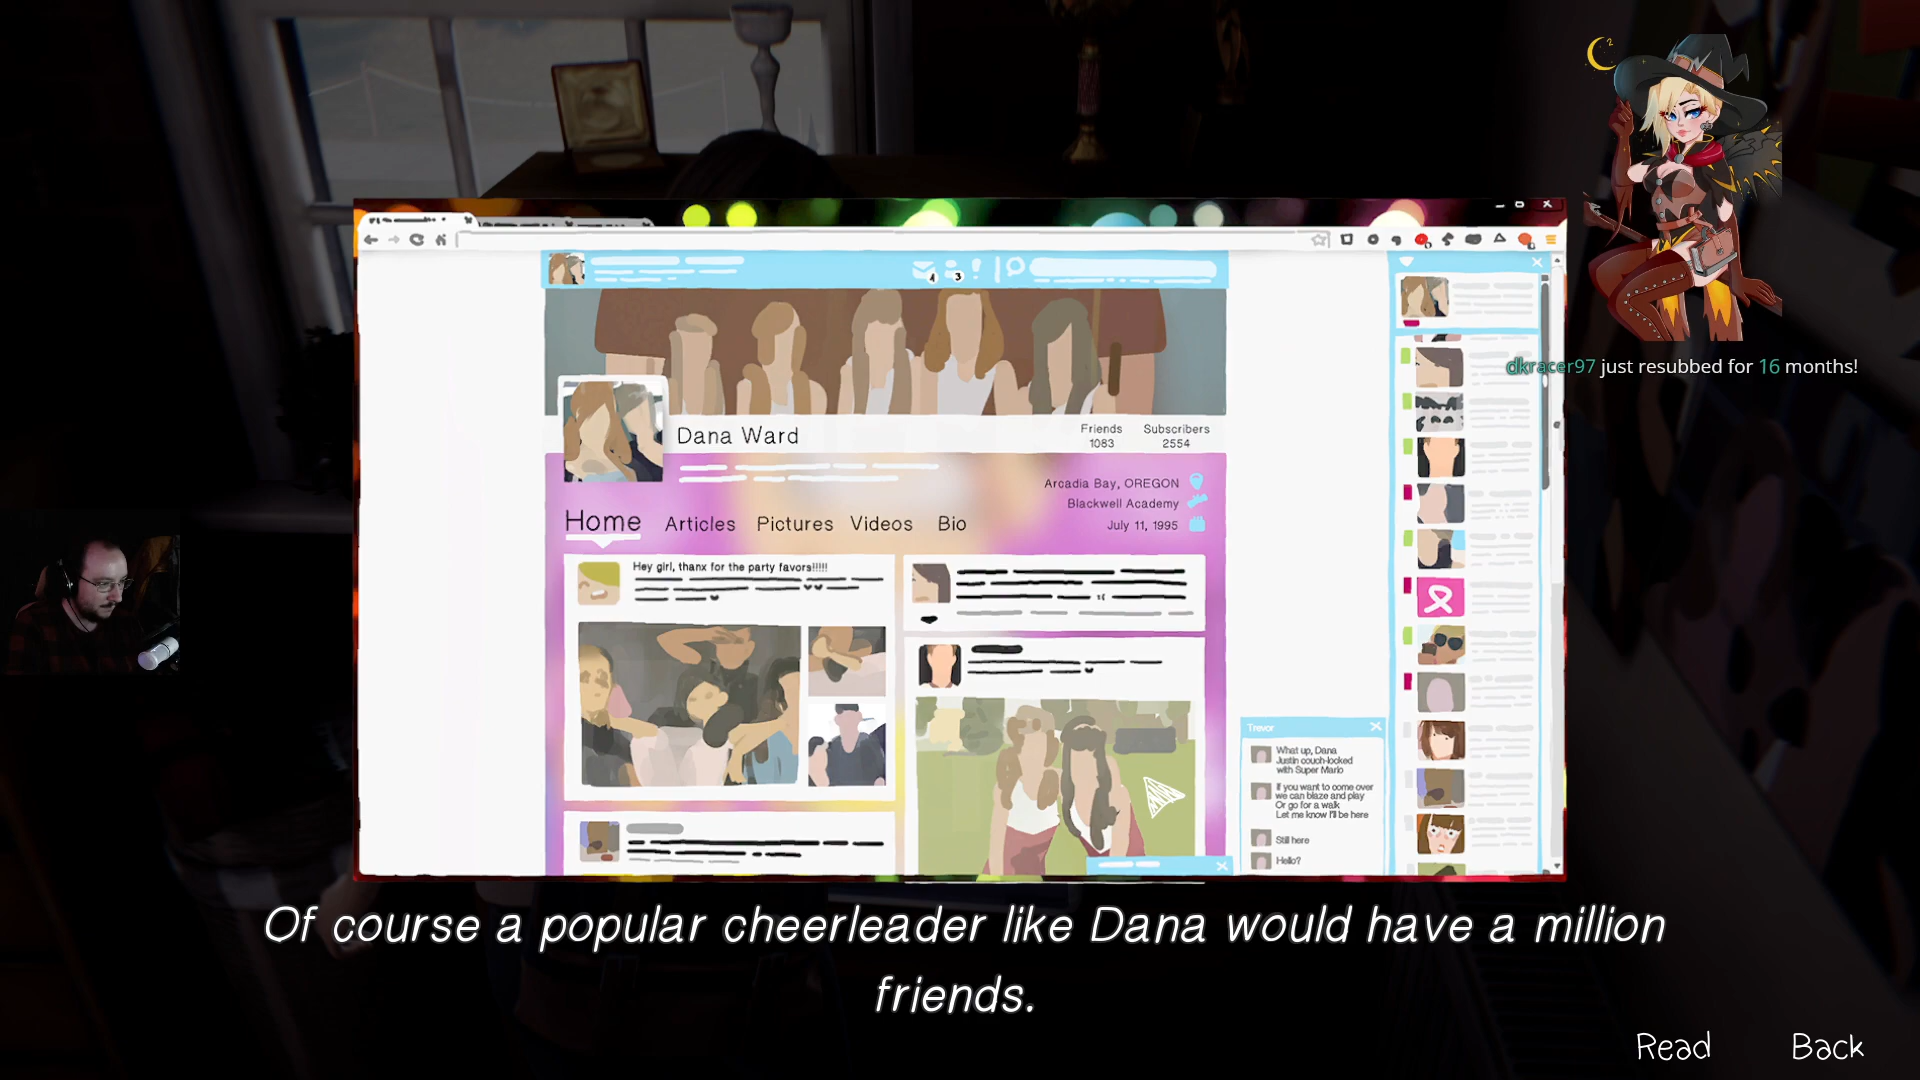 4
3
Dana Ward
Friends
1083
Subscribers
2554
Arcadia Bay, OREGON
Blackwell Academy
July 11, 1995
Home
Articles
Pictures
Videos
Bio
Hey girl, thanx for the party favors!!!!!
:(
Trevor
What up, Dana
Justin couch-locked
with Super Mario
If you want to come over
we can blaze and play
Or go for a walk
Let me know I'll be here
Still here
Hello?
dkracer97 just resubbed for 16 months!
Of course a popular cheerleader like Dana would have a million
friends.
Read
Back